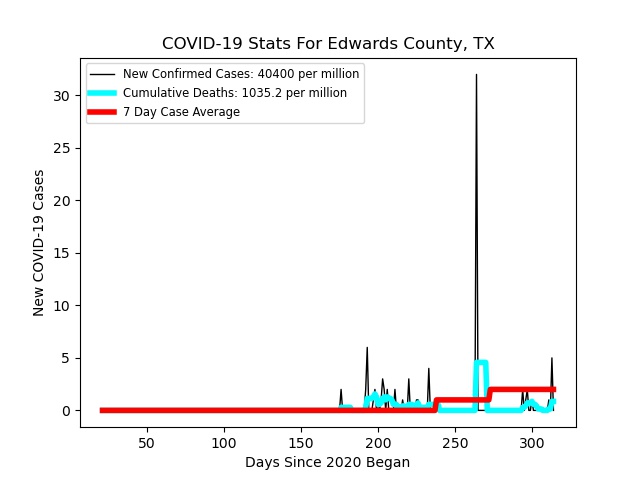 COVID-19 Stats For Edwards County, TX
New Confirmed Cases: 40400 per million
Cumulative Deaths: 1035.2 per million
7 Day Case Average
New COVID-19 Cases
30
25
20
15
10
5
0
50 100 150 200 250 300
Days Since 2020 Began